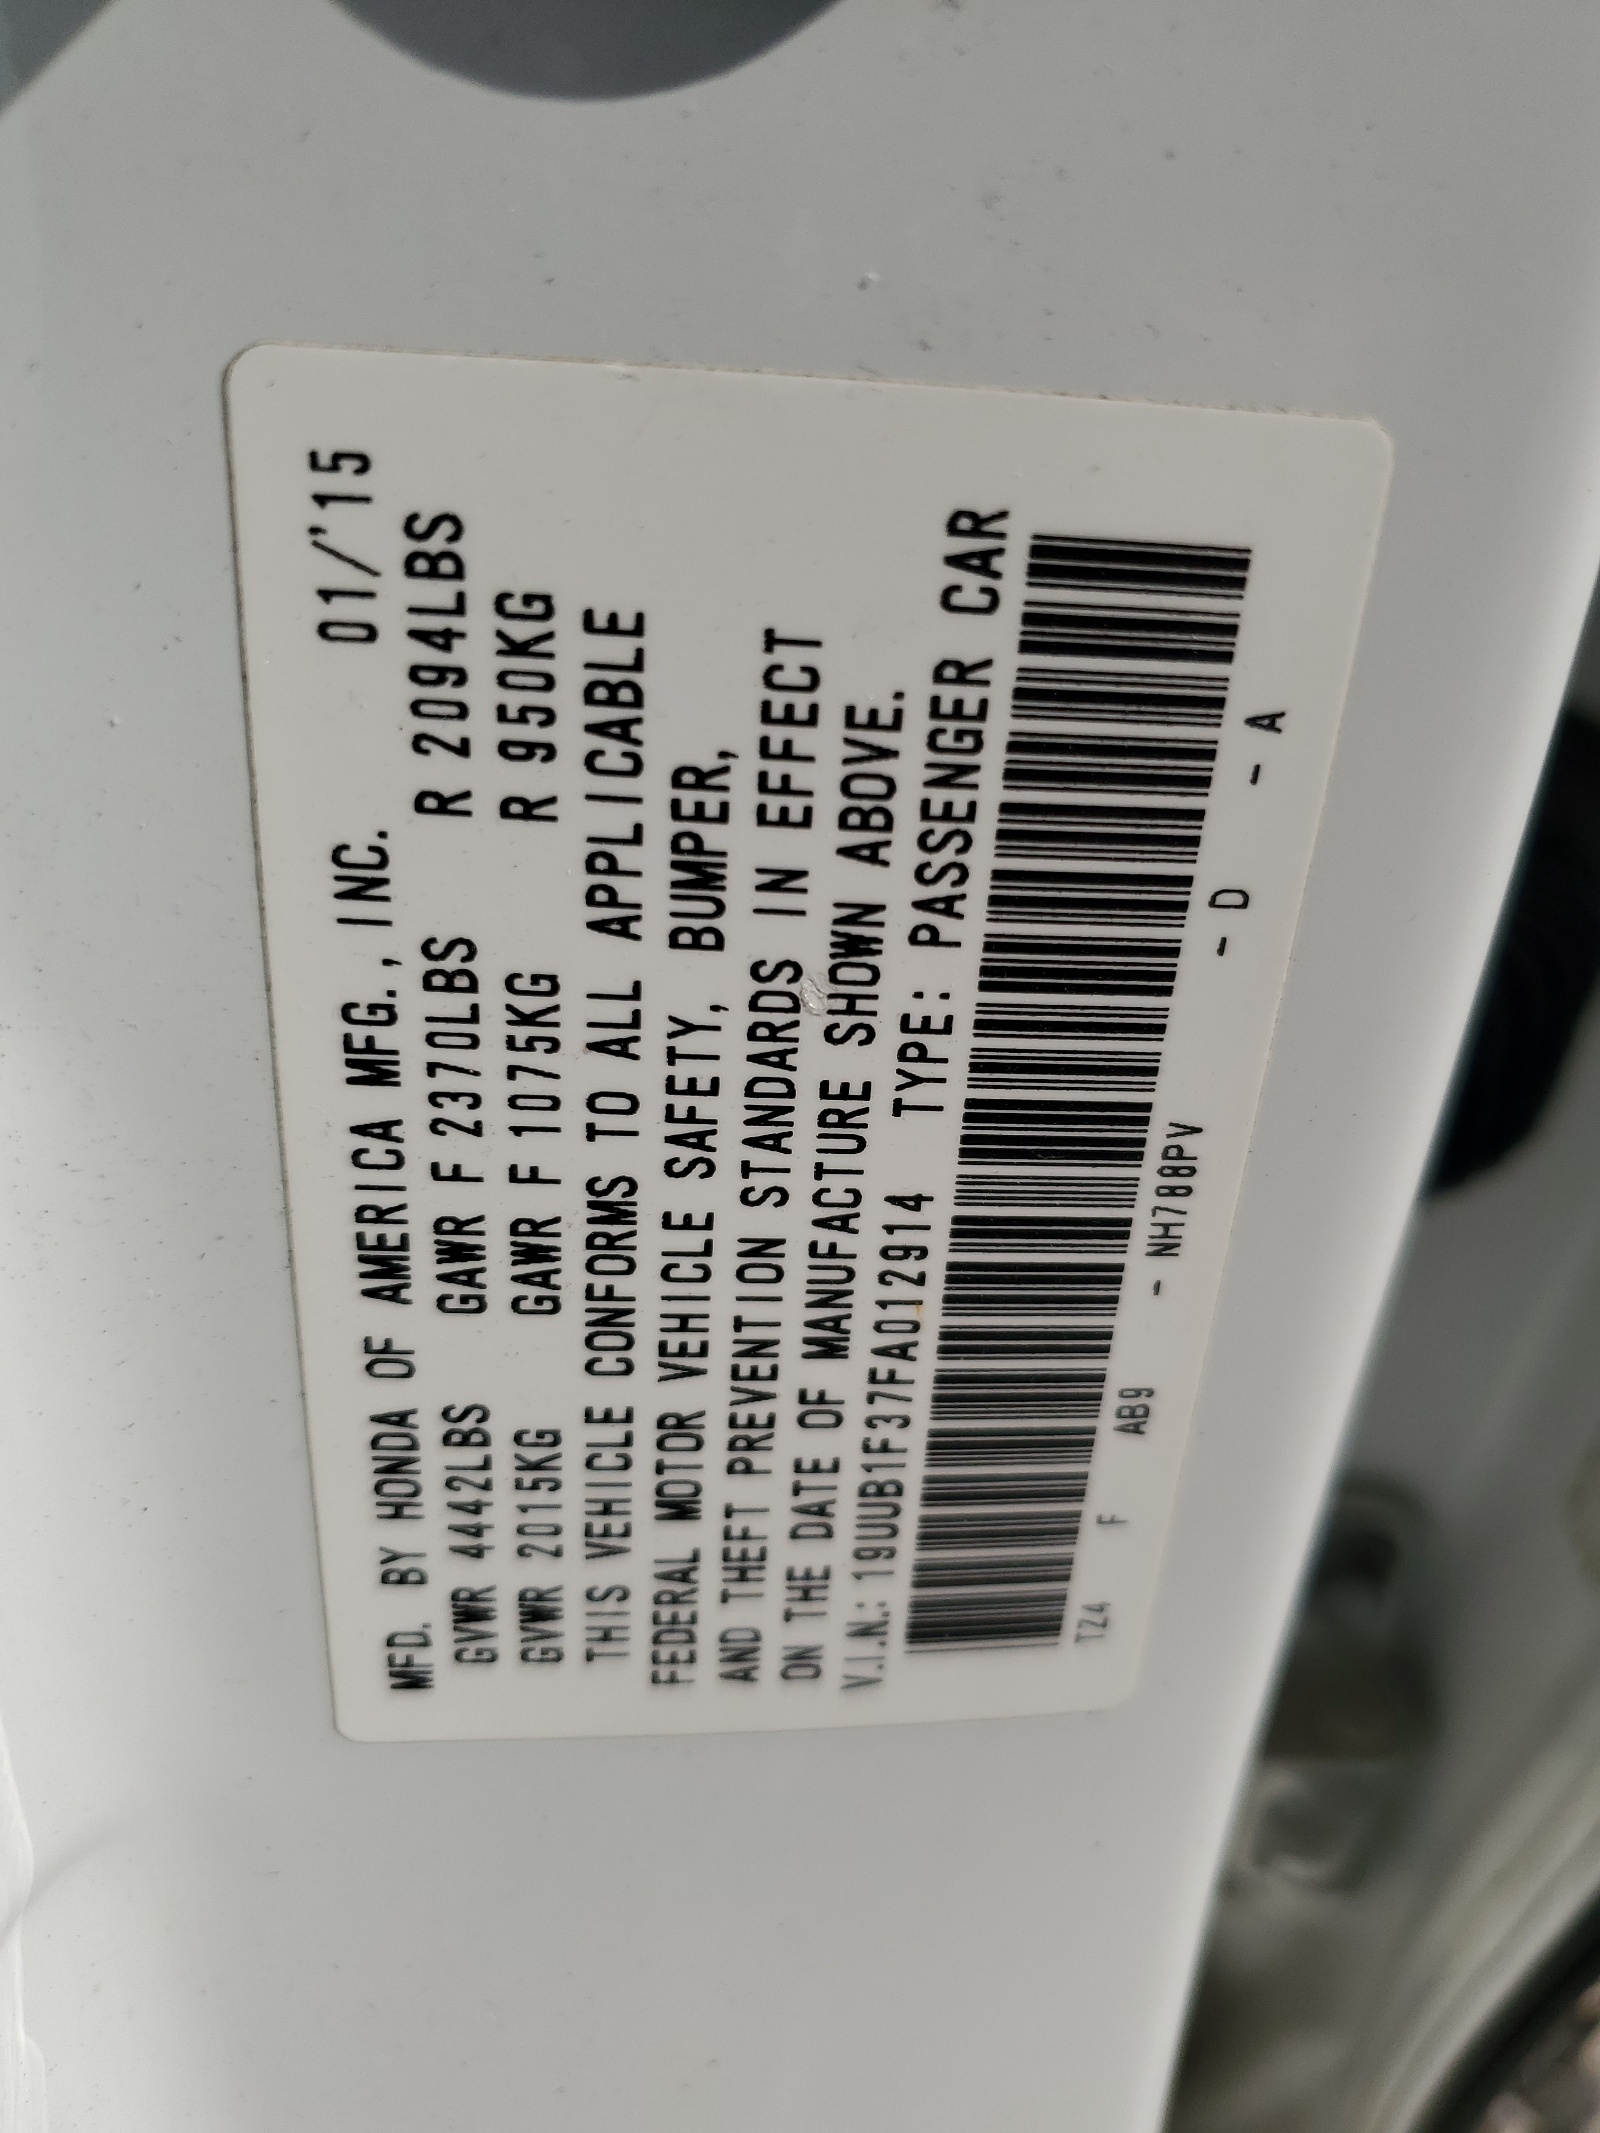 MFD. BY HONDA OF AMERICA MFG., INC. 01/'15
GVWR 4442LBS GAWR F 2370LBS R 2094LBS
GVWR 2015KG GAWR F 1075KG R 950KG
THIS VEHICLE CONFORMS TO ALL APPLICABLE
FEDERAL MOTOR VEHICLE SAFETY, BUMPER,
AND THEFT PREVENTION STANDARDS IN EFFECT
ON THE DATE OF MANUFACTURE SHOWN ABOVE.
V.I.N.: 19UUB1F37FA012914 TYPE: PASSENGER CAR
TZ4 F AB9 - NH788PV - D - A